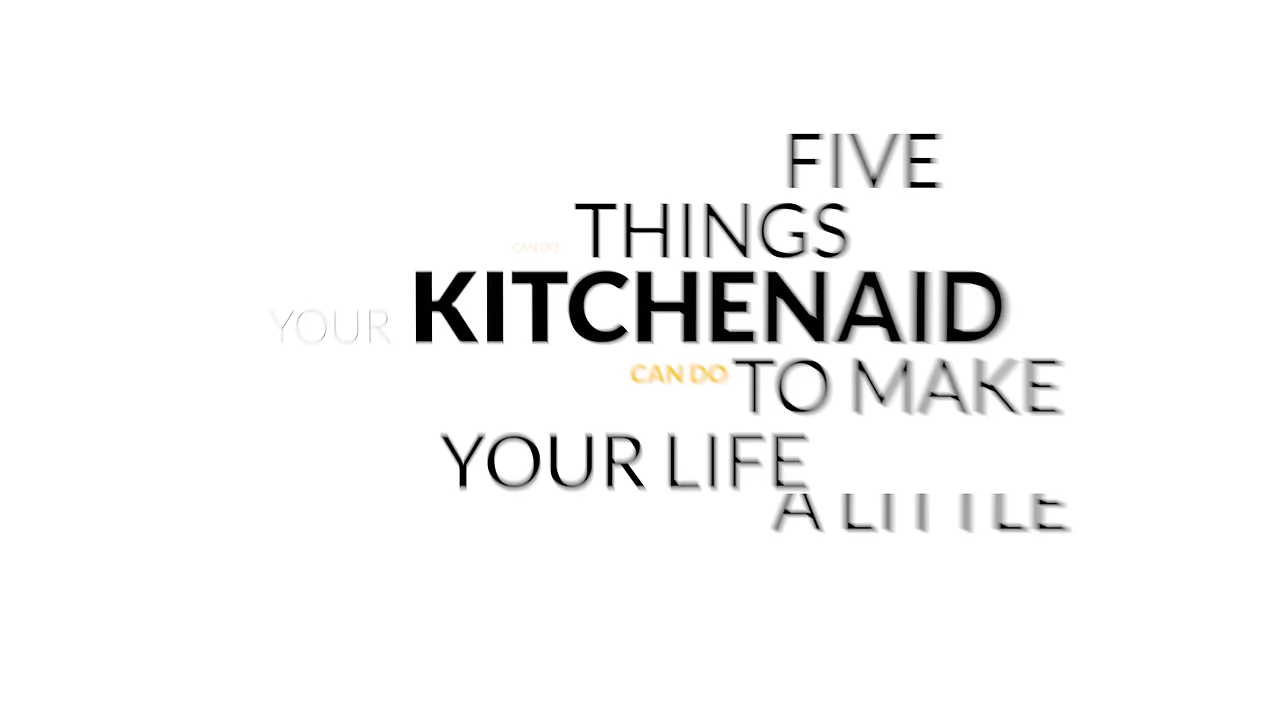 FIVE
THINGS
CAN DO
YOUR KITCHENAID
CAN DO TO MAKE
YOUR LIFE
A LITTLE